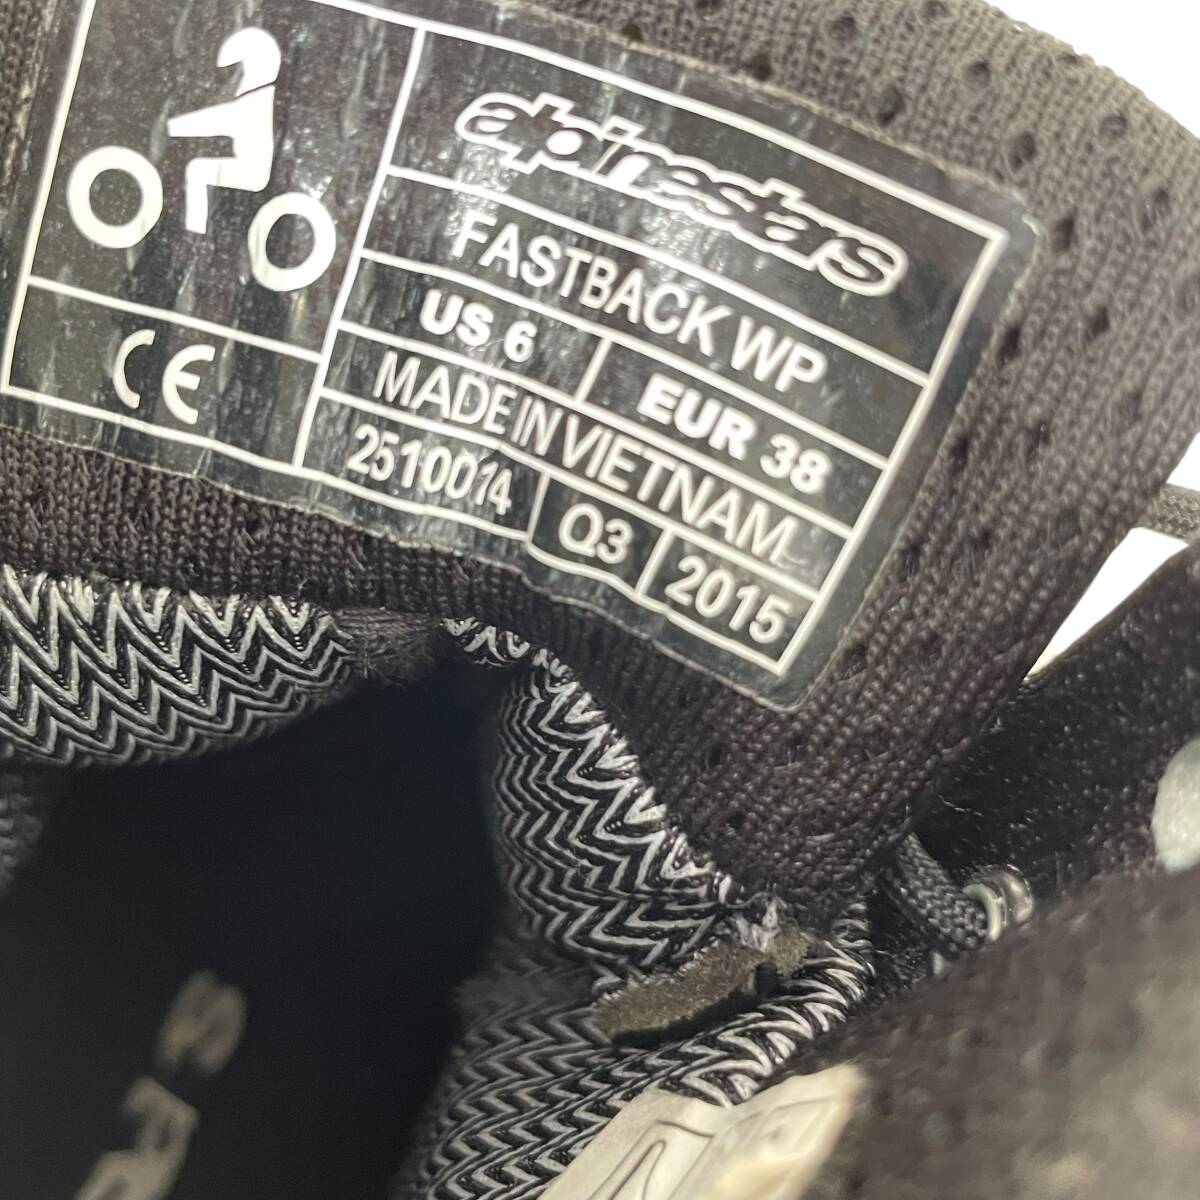 alpinestars
FASTBACK WP
US 6 EUR 38
MADE IN VIETNAM
2510014 Q3 2015
CE